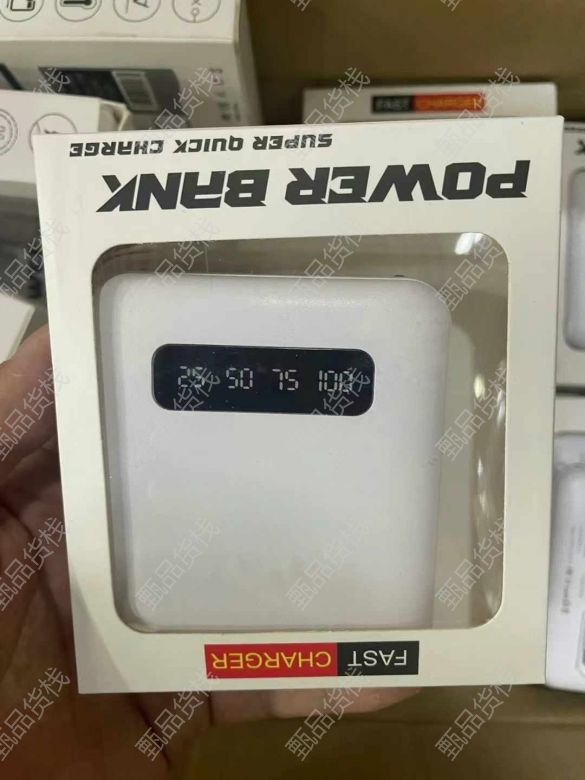 POWER BANK
SUPER QUICK CHARGE
25 50 75 100
FAST CHARGER
FAST CHARGER
甄品货栈